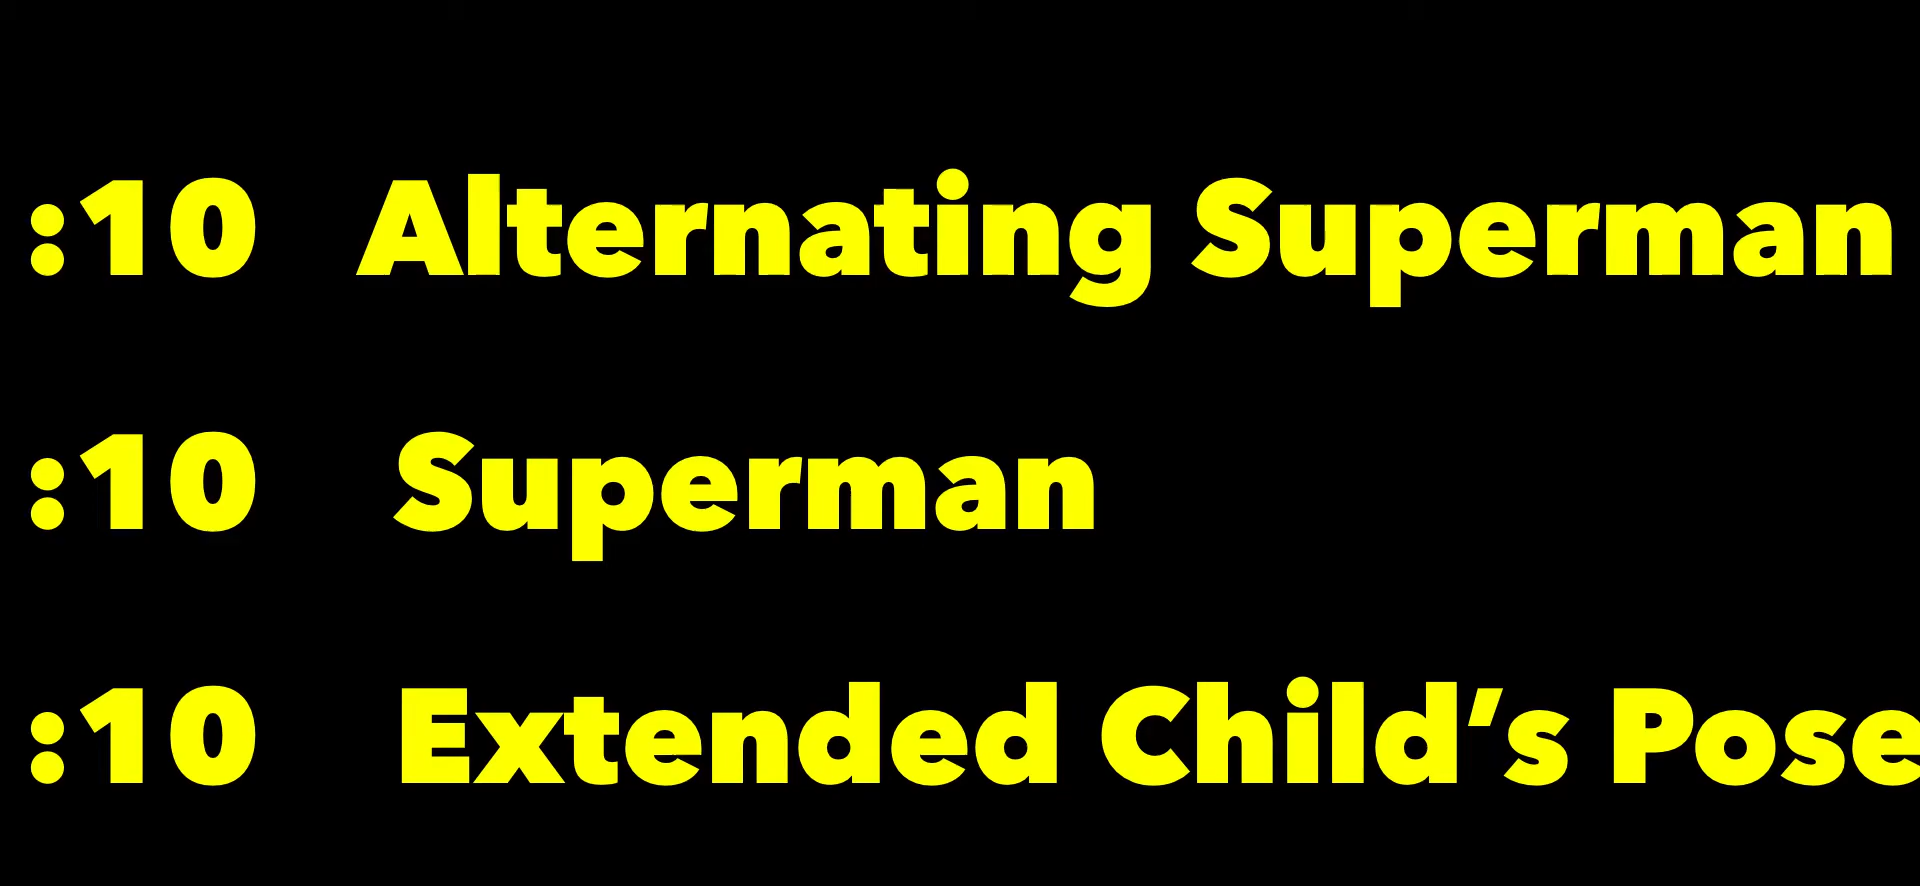 :10 Alternating Superman
:10 Superman
:10 Extended Child’s Pose